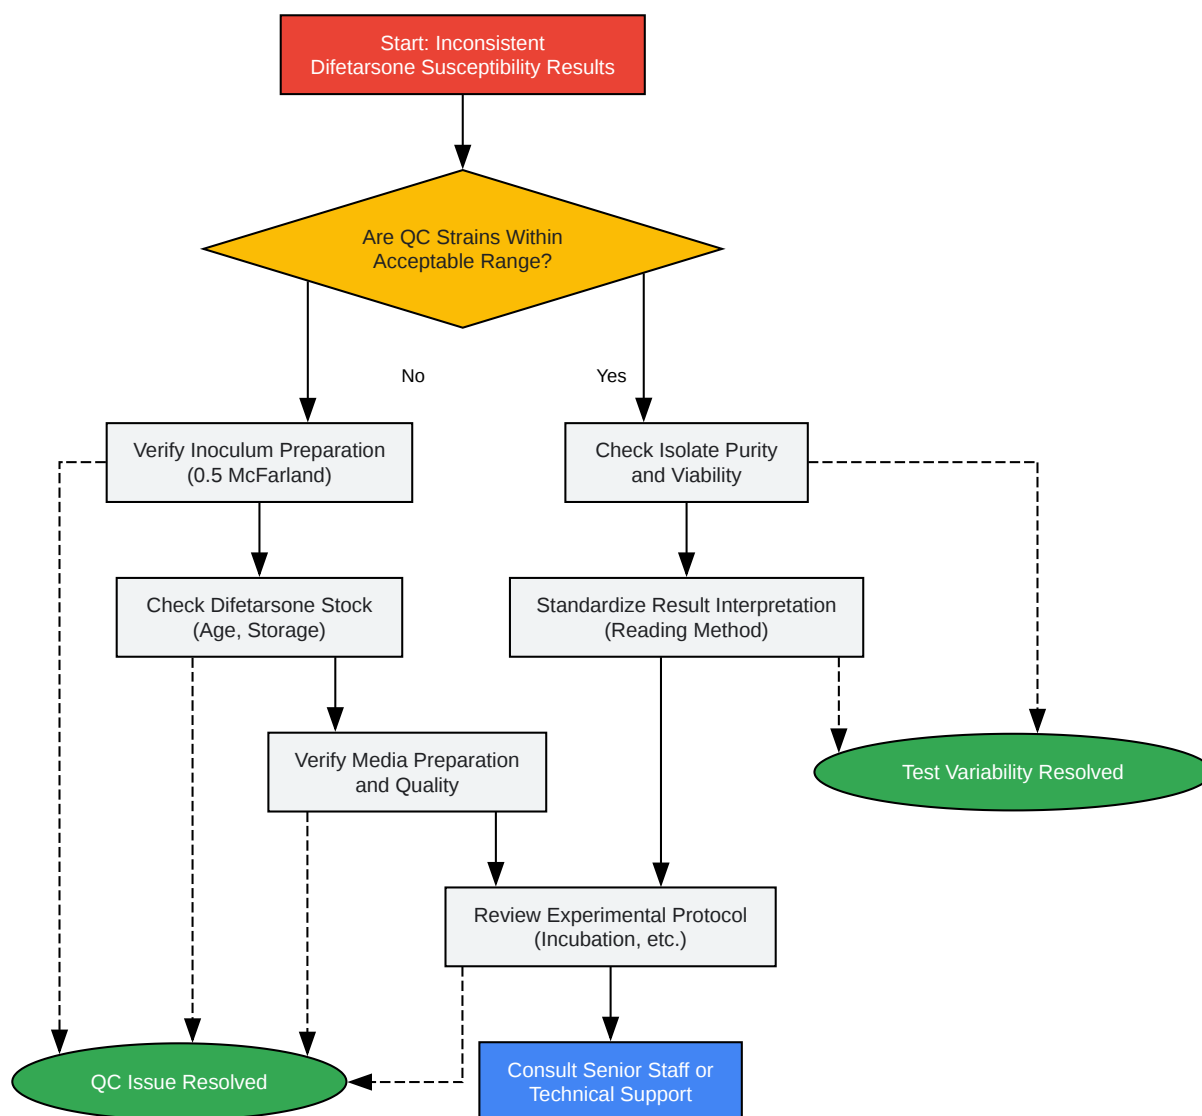 Start: Inconsistent
Difetarsone Susceptibility Results
Are QC Strains Within
Acceptable Range?
No
Yes
Verify Inoculum Preparation
(0.5 McFarland)
Check Isolate Purity
and Viability
Check Difetarsone Stock
(Age, Storage)
Standardize Result Interpretation
(Reading Method)
Verify Media Preparation
and Quality
Test Variability Resolved
Review Experimental Protocol
(Incubation, etc.)
QC Issue Resolved
Consult Senior Staff or
Technical Support